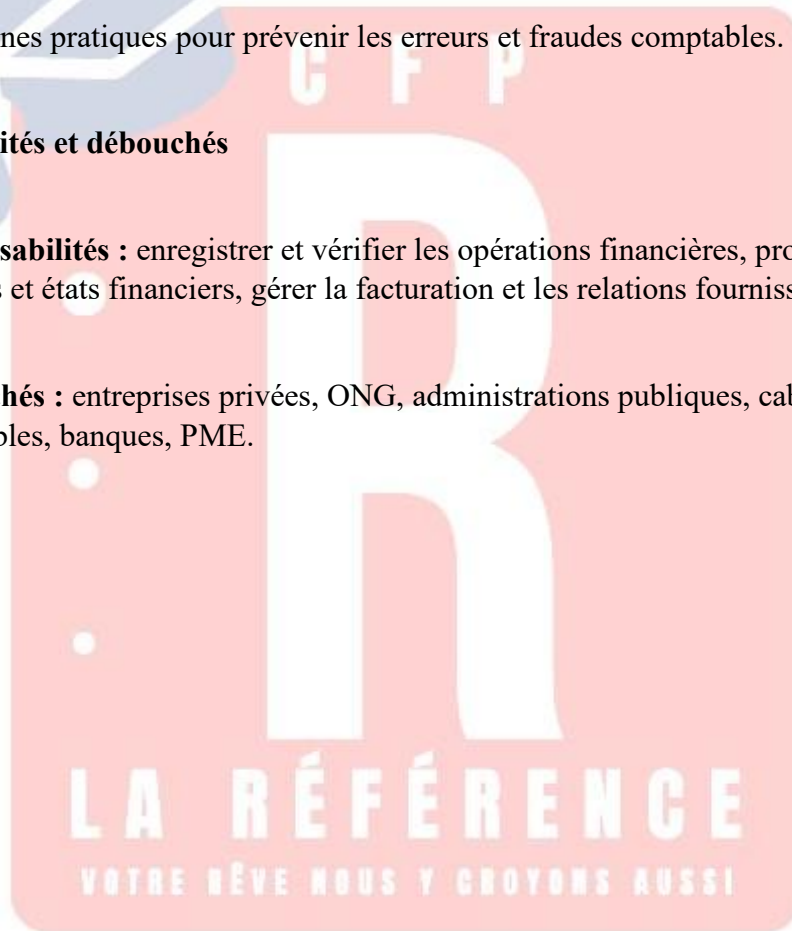 nes pratiques pour prévenir les erreurs et fraudes comptables.
C F P
ités et débouchés
sabilités : enregistrer et vérifier les opérations financières, pro
s et états financiers, gérer la facturation et les relations fourniss
hés : entreprises privées, ONG, administrations publiques, cab
bles, banques, PME.
R
LA RÉFÉRENCE
VOTRE RÊVE NOUS Y CROYONS AUSSI